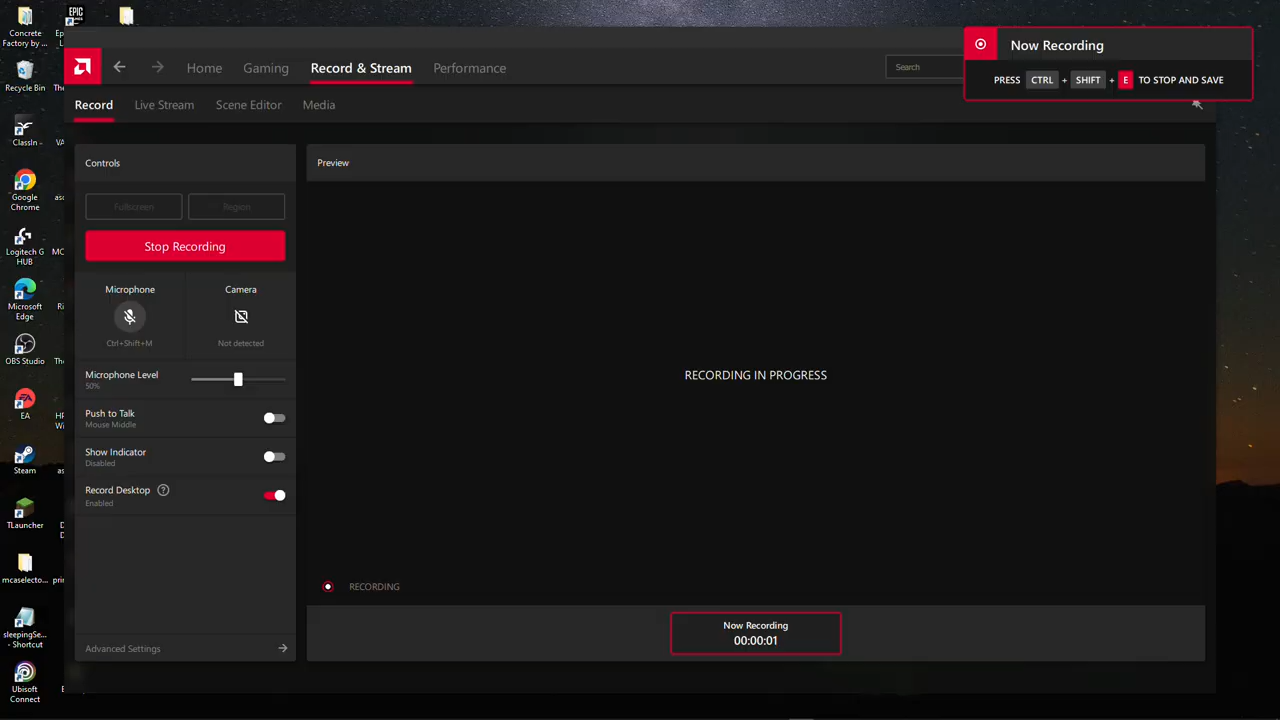 Concrete
Factory by ...
EPIC
Recycle Bin
ClassIn -
Google
Chrome
Logitech G
HUB
Microsoft
Edge
OBS Studio
EA
Steam
TLauncher
mcaselecto...
sleepingSe...
- Shortcut
Ubisoft
Connect
Home
Gaming
Record & Stream
Performance
Search
Now Recording
PRESS CTRL + SHIFT + E TO STOP AND SAVE
Record
Live Stream
Scene Editor
Media
Controls
Fullscreen
Region
Stop Recording
Microphone
Camera
Ctrl+Shift+M
Not detected
Microphone Level
50%
Push to Talk
Mouse Middle
Show Indicator
Disabled
Record Desktop
Enabled
Advanced Settings
Preview
RECORDING IN PROGRESS
RECORDING
Now Recording
00:00:01